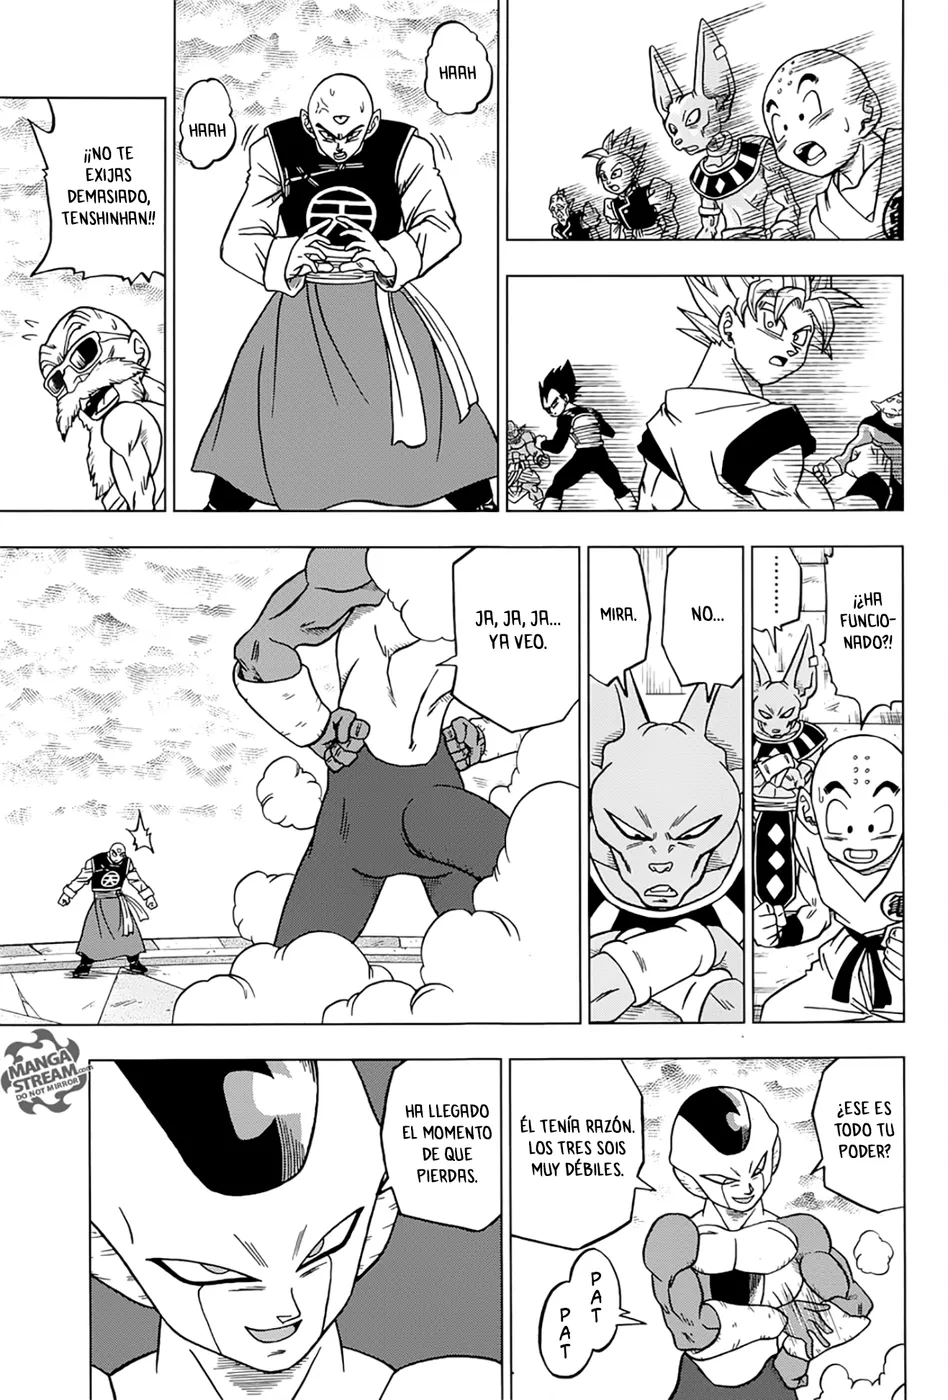 HAAH
HAAH
¡¡NO TE
EXIJAS
DEMASIADO,
TENSHINHAN!!
¡¿HA
FUNCIO-
NADO?!
........
NO...
MIRA.
JA, JA, JA...
YA VEO.
¿ESE ES
TODO TU
PODER?
ÉL TENÍA RAZÓN.
LOS TRES SOIS
MUY DÉBILES.
PAT
PAT
HA LLEGADO
EL MOMENTO
DE QUE
PIERDAS.
MANGA
STREAM.com
DO NOT MIRROR